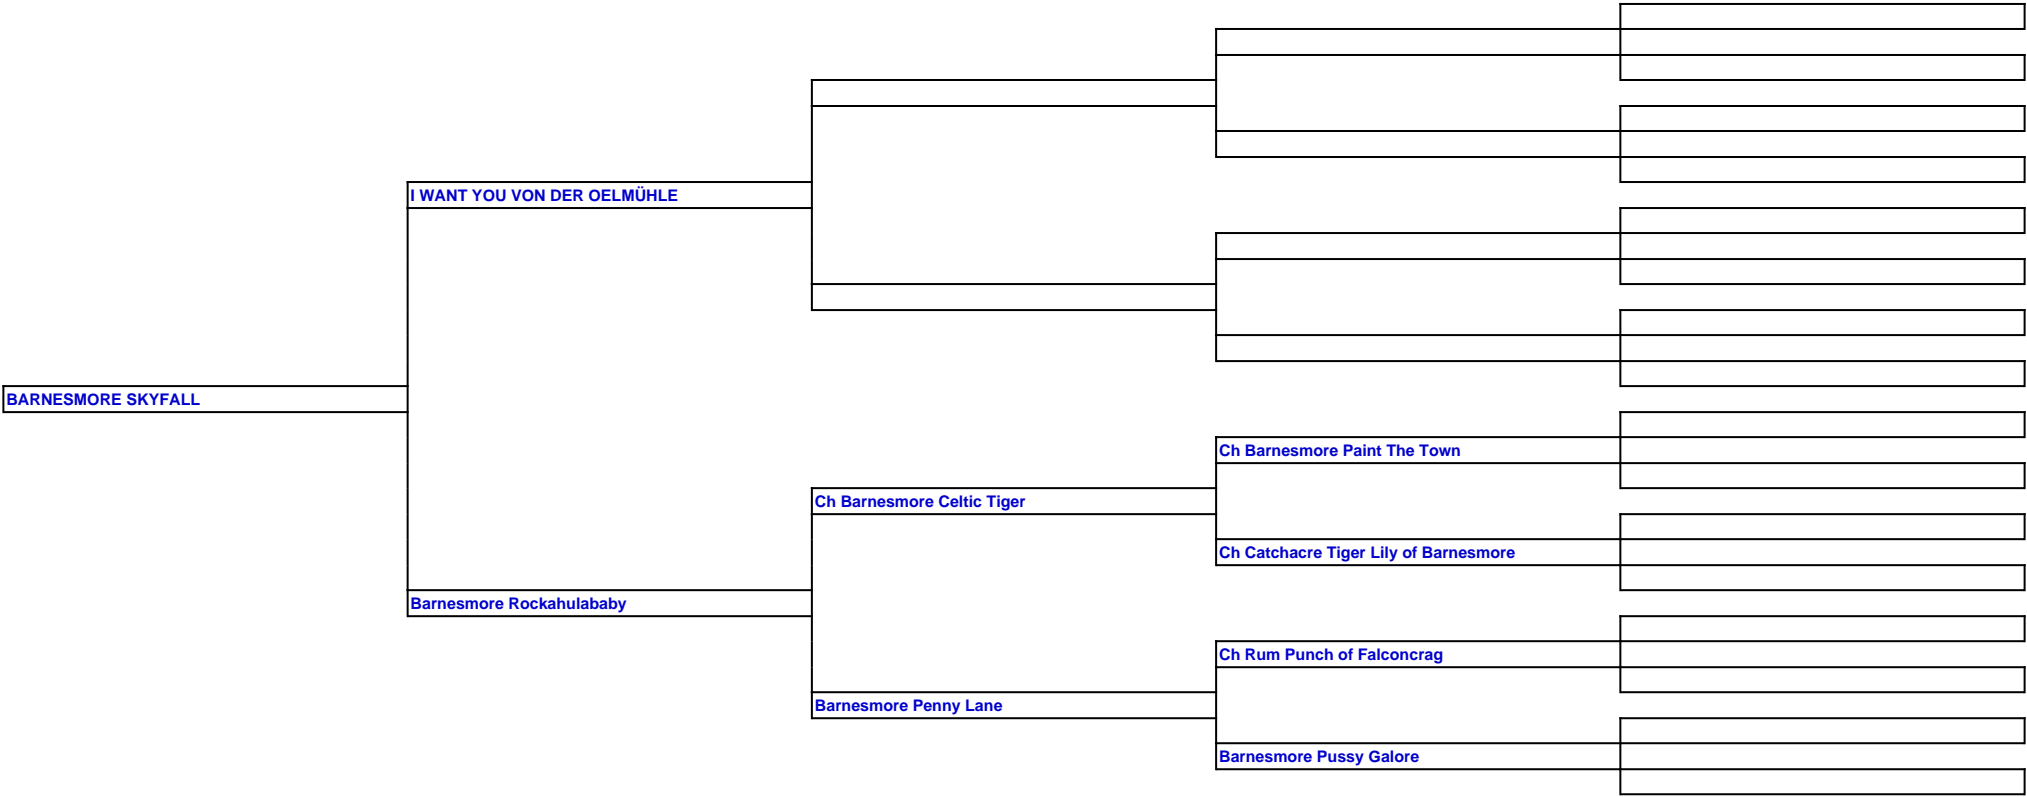 I WANT YOU VON DER OELMÜHLE
BARNESMORE SKYFALL
Ch Barnesmore Paint The Town
Ch Barnesmore Celtic Tiger
Ch Catchacre Tiger Lily of Barnesmore
Barnesmore Rockahulababy
Ch Rum Punch of Falconcrag
Barnesmore Penny Lane
Barnesmore Pussy Galore